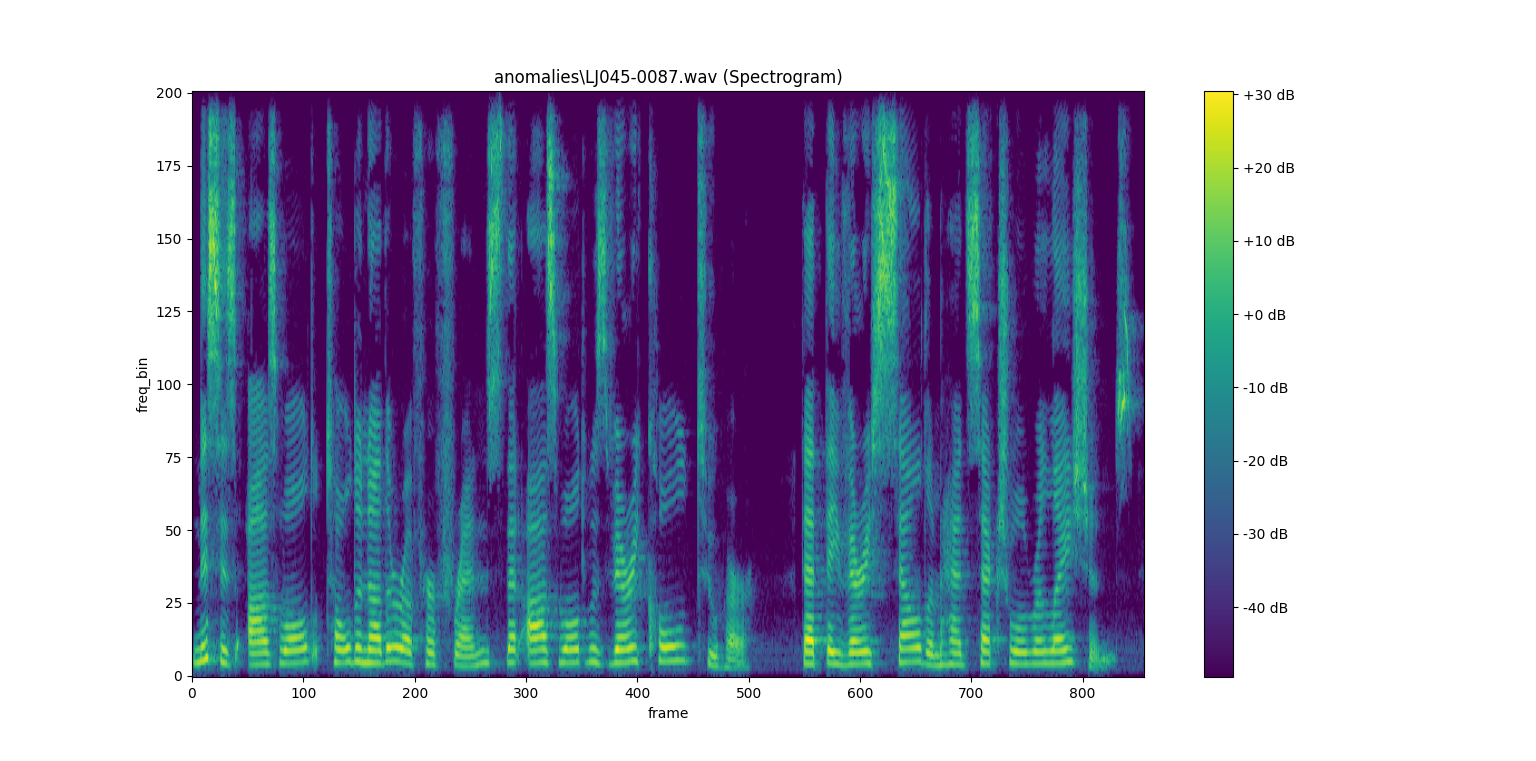 anomalies\LJ045-0087.wav (Spectrogram)
freq_bin
200
175
150
125
100
75
50
25
0
0 100 200 300 400 500 600 700 800
frame
+30 dB
+20 dB
+10 dB
+0 dB
-10 dB
-20 dB
-30 dB
-40 dB